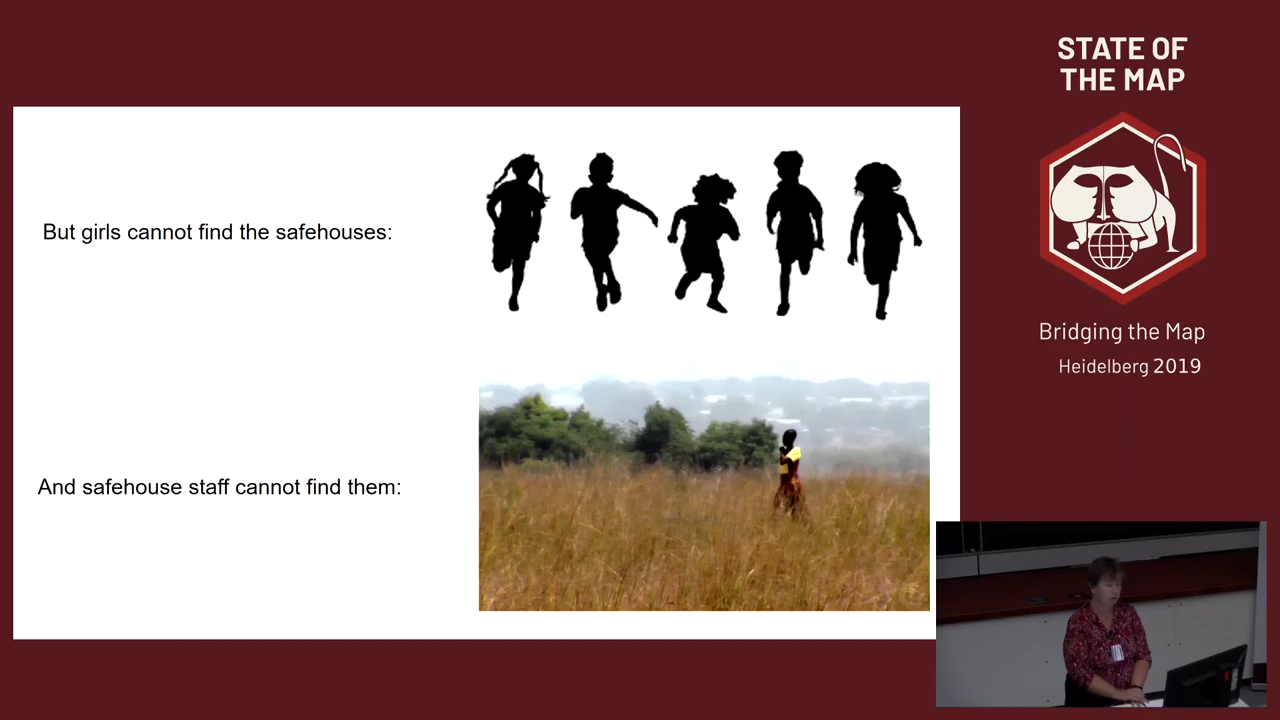 STATE OF
THE MAP
But girls cannot find the safehouses:
Bridging the Map
Heidelberg 2019
And safehouse staff cannot find them: